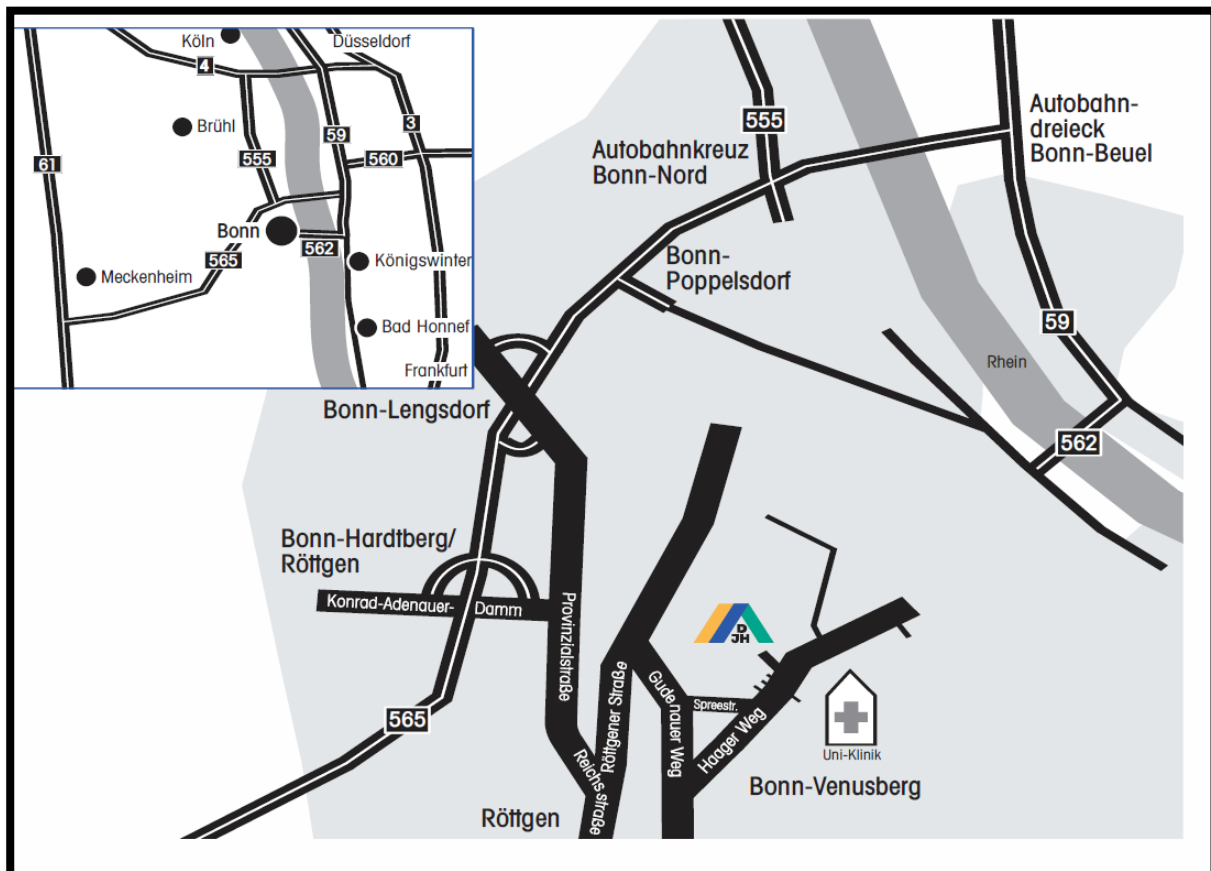 Köln
Düsseldorf
4
Brühl
59
3
61
555
560
Bonn
562
565
Königswinter
Meckenheim
Bad Honnef
Frankfurt
555
Autobahn-
dreieck
Bonn-Beuel
Autobahnkreuz
Bonn-Nord
Bonn-
Poppelsdorf
59
Rhein
Bonn-Lengsdorf
562
Bonn-Hardtberg/
Röttgen
Konrad-Adenauer- Damm
Provinzialstraße
D
JH
Röttgener Straße
Gudenauer Weg
Spreestr.
Haager Weg
565
Reichsstraße
Uni-Klinik
Bonn-Venusberg
Röttgen